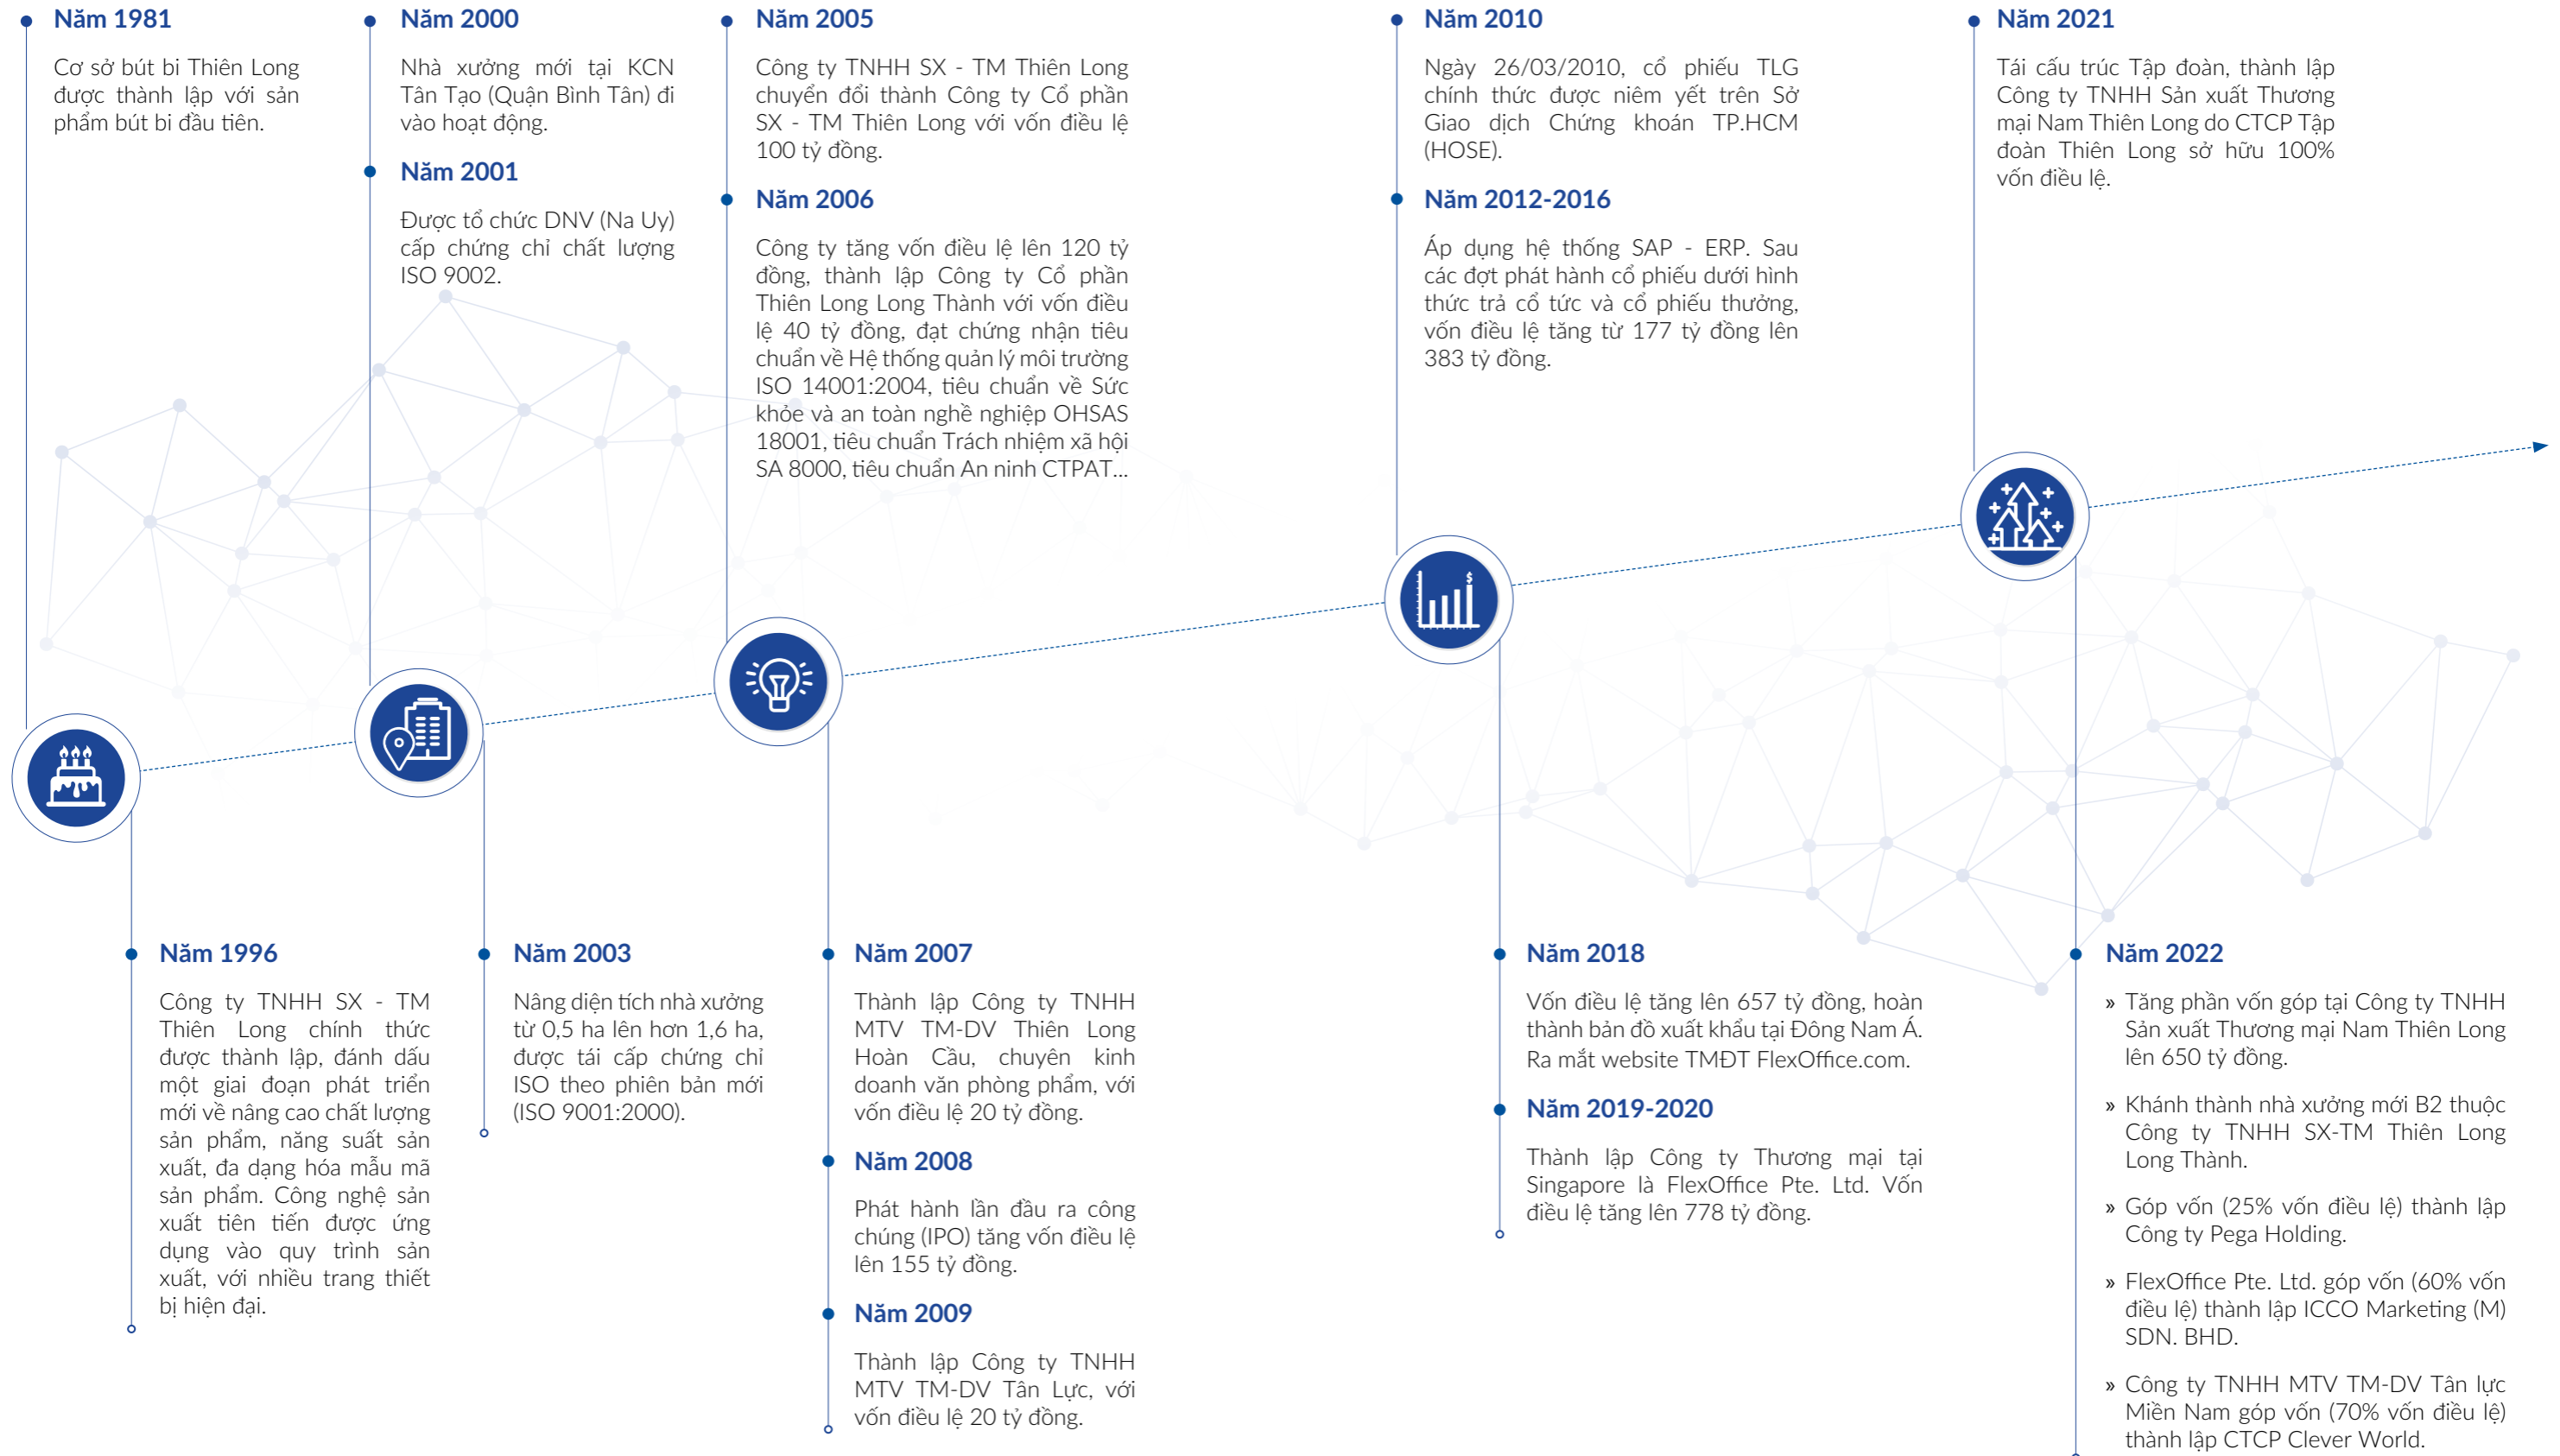 Năm 1981
Cơ sở bút bi Thiên Long
được thành lập với sản
phẩm bút bi đầu tiên.
Năm 1996
Công ty TNHH SX - TM
Thiên Long chính thức
được thành lập, đánh dấu
một giai đoạn phát triển
mới về nâng cao chất lượng
sản phẩm, năng suất sản
xuất, đa dạng hóa mẫu mã
sản phẩm. Công nghệ sản
xuất tiên tiến được ứng
dụng vào quy trình sản
xuất, với nhiều trang thiết
bị hiện đại.
Năm 2000
Nhà xưởng mới tại KCN
Tân Tạo (Quận Bình Tân) đi
vào hoạt động.
Năm 2001
Được tổ chức DNV (Na Uy)
cấp chứng chỉ chất lượng
ISO 9002.
Năm 2003
Nâng diện tích nhà xưởng
từ 0,5 ha lên hơn 1,6 ha,
được tái cấp chứng chỉ
ISO theo phiên bản mới
(ISO 9001:2000).
Năm 2005
Công ty TNHH SX - TM Thiên Long
chuyển đổi thành Công ty Cổ phần
SX - TM Thiên Long với vốn điều lệ
100 tỷ đồng.
Năm 2006
Công ty tăng vốn điều lệ lên 120 tỷ
đồng, thành lập Công ty Cổ phần
Thiên Long Long Thành với vốn điều
lệ 40 tỷ đồng, đạt chứng nhận tiêu
chuẩn về Hệ thống quản lý môi trường
ISO 14001:2004, tiêu chuẩn về Sức
khỏe và an toàn nghề nghiệp OHSAS
18001, tiêu chuẩn Trách nhiệm xã hội
SA 8000, tiêu chuẩn An ninh CTPAT...
Năm 2007
Thành lập Công ty TNHH
MTV TM-DV Thiên Long
Hoàn Cầu, chuyên kinh
doanh văn phòng phẩm, với
vốn điều lệ 20 tỷ đồng.
Năm 2008
Phát hành lần đầu ra công
chúng (IPO) tăng vốn điều lệ
lên 155 tỷ đồng.
Năm 2009
Thành lập Công ty TNHH
MTV TM-DV Tân Lực, với
vốn điều lệ 20 tỷ đồng.
Năm 2010
Ngày 26/03/2010, cổ phiếu TLG
chính thức được niêm yết trên Sở
Giao dịch Chứng khoán TP.HCM
(HOSE).
Năm 2012-2016
Áp dụng hệ thống SAP - ERP. Sau
các đợt phát hành cổ phiếu dưới hình
thức trả cổ tức và cổ phiếu thưởng,
vốn điều lệ tăng từ 177 tỷ đồng lên
383 tỷ đồng.
$
Năm 2018
Vốn điều lệ tăng lên 657 tỷ đồng, hoàn
thành bản đồ xuất khẩu tại Đông Nam Á.
Ra mắt website TMĐT FlexOffice.com.
Năm 2019-2020
Thành lập Công ty Thương mại tại
Singapore là FlexOffice Pte. Ltd. Vốn
điều lệ tăng lên 778 tỷ đồng.
Năm 2021
Tái cấu trúc Tập đoàn, thành lập
Công ty TNHH Sản xuất Thương
mại Nam Thiên Long do CTCP Tập
đoàn Thiên Long sở hữu 100%
vốn điều lệ.
Năm 2022
» Tăng phần vốn góp tại Công ty TNHH
Sản xuất Thương mại Nam Thiên Long
lên 650 tỷ đồng.
» Khánh thành nhà xưởng mới B2 thuộc
Công ty TNHH SX-TM Thiên Long
Long Thành.
» Góp vốn (25% vốn điều lệ) thành lập
Công ty Pega Holding.
» FlexOffice Pte. Ltd. góp vốn (60% vốn
điều lệ) thành lập ICCO Marketing (M)
SDN. BHD.
» Công ty TNHH MTV TM-DV Tân lực
Miền Nam góp vốn (70% vốn điều lệ)
thành lập CTCP Clever World.